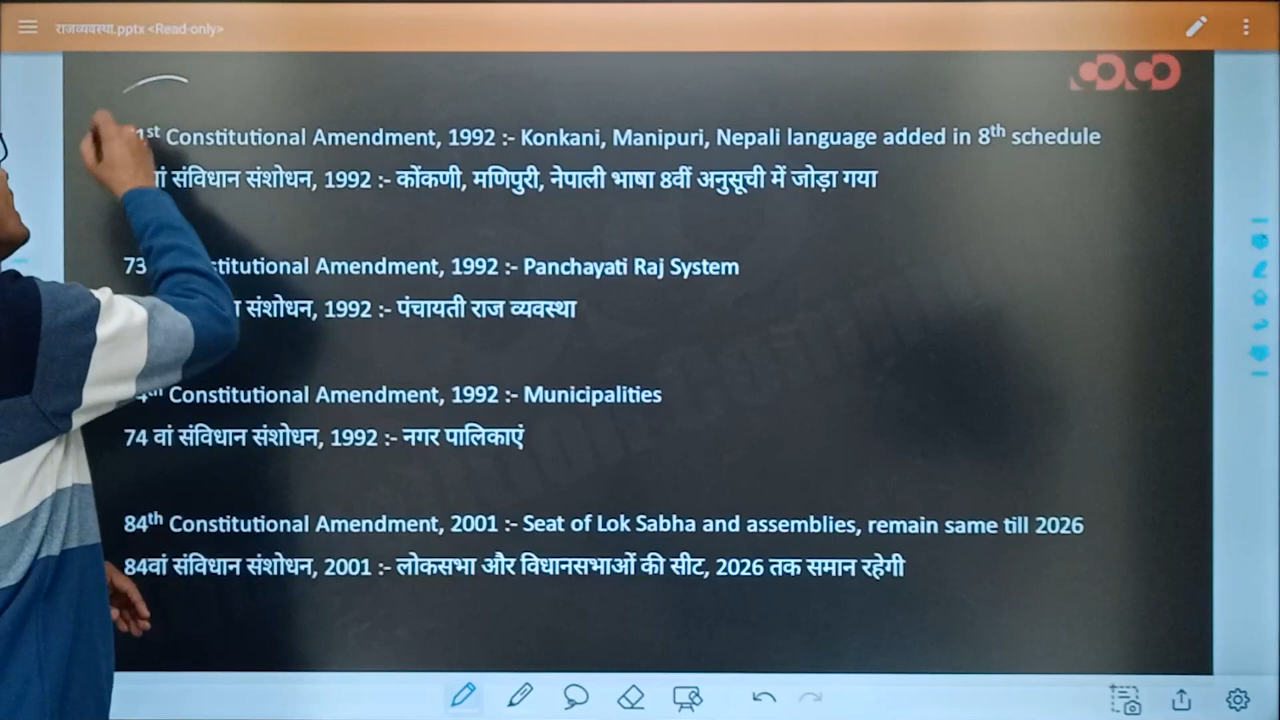 राजव्यवस्था.pptx <Read-only>
1st Constitutional Amendment, 1992 :- Konkani, Manipuri, Nepali language added in 8th schedule
वां संविधान संशोधन, 1992 :- कोंकणी, मणिपुरी, नेपाली भाषा 8वीं अनुसूची में जोड़ा गया
73 Constitutional Amendment, 1992 :- Panchayati Raj System
संशोधन, 1992 :- पंचायती राज व्यवस्था
4th Constitutional Amendment, 1992 :- Municipalities
74 वां संविधान संशोधन, 1992 :- नगर पालिकाएं
84th Constitutional Amendment, 2001 :- Seat of Lok Sabha and assemblies, remain same till 2026
84वां संविधान संशोधन, 2001 :- लोकसभा और विधानसभाओं की सीट, 2026 तक समान रहेगी